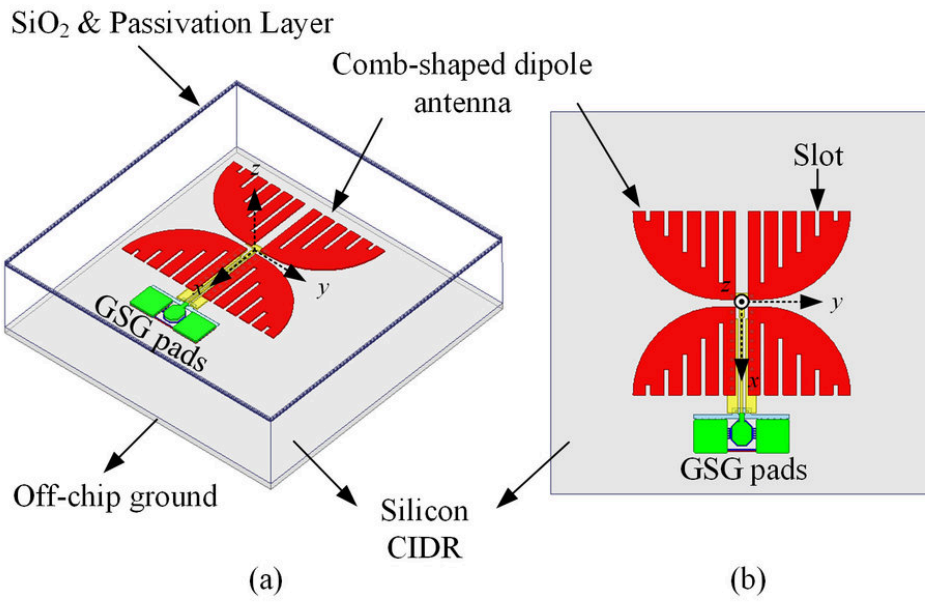 SiO₂ & Passivation Layer
Comb-shaped dipole
antenna
Slot
z
x
y
GSG pads
z
y
x
GSG pads
Off-chip ground
Silicon
CIDR
(a)
(b)